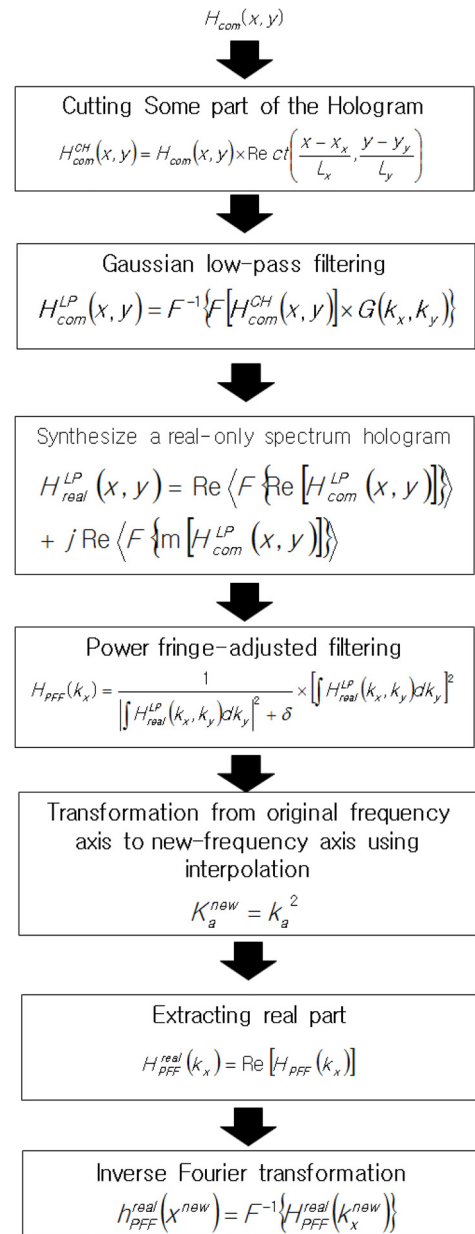 H_com(x, y)
Cutting Some part of the Hologram
H_com^CH(x, y) = H_com(x, y) × Re ct((x − x_x)/L_x, (y − y_y)/L_y)
Gaussian low-pass filtering
H_com^LP(x, y) = F^−1{F[H_com^CH(x, y)] × G(k_x, k_y)}
Synthesize a real-only spectrum hologram
H_real^LP (x, y) = Re⟨F{Re[H_com^LP (x, y)]}⟩
+ j Re⟨F{m[H_com^LP (x, y)]}⟩
Power fringe-adjusted filtering
H_PFF(k_x) = 1/(|∫H_real^LP(k_x, k_y)dk_y|^2 + δ) × [∫H_real^LP(k_x, k_y)dk_y]^2
Transformation from original frequency
axis to new-frequency axis using
interpolation
K_a^new = k_a^2
Extracting real part
H_PFF^real(k_x) = Re[H_PFF(k_x)]
Inverse Fourier transformation
h_PFF^real(x^new) = F^−1{H_PFF^real(k_x^new)}